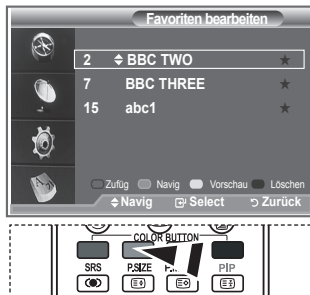 Favoriten bearbeiten
2 BBC TWO ★
7 BBC THREE ★
15 abc1 ★
Zufüg Navig Vorschau Löschen
Navig Select Zurück
COLOR BUTTON
SRS P.SIZE PIP